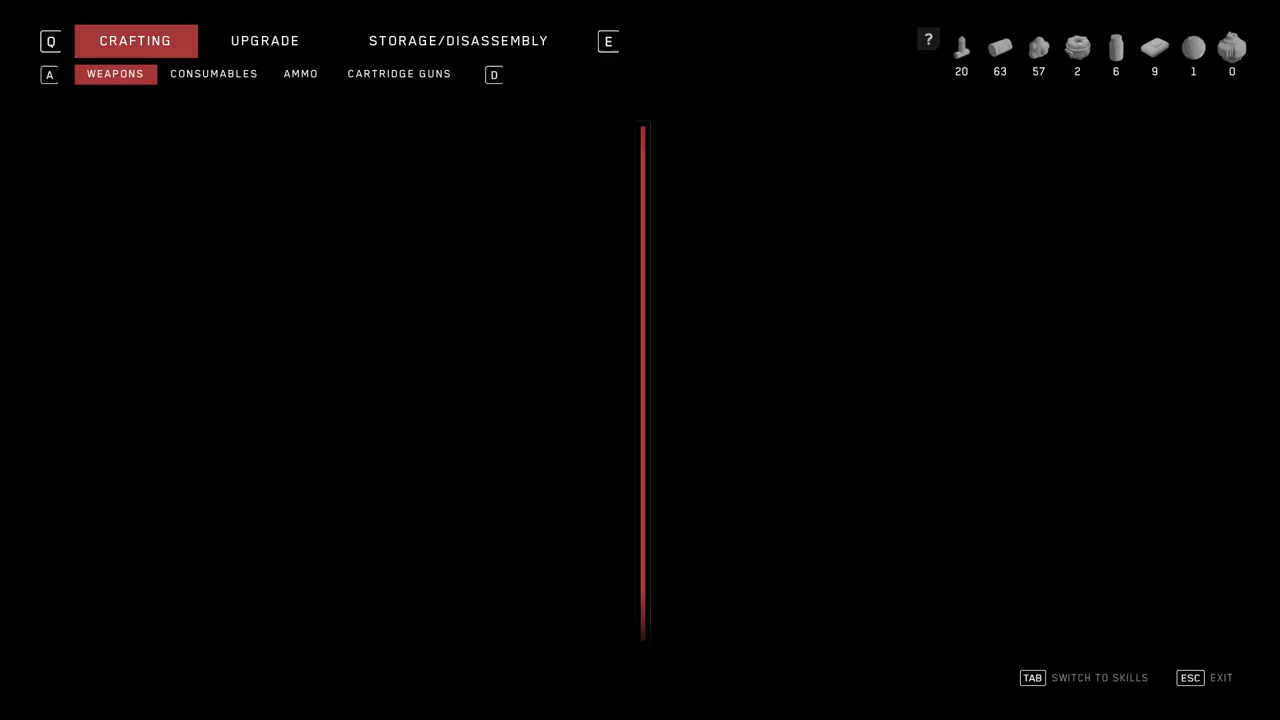 Q CRAFTING UPGRADE STORAGE/DISASSEMBLY E ?
A WEAPONS CONSUMABLES AMMO CARTRIDGE GUNS D 20 63 57 2 6 9 1 0
TAB SWITCH TO SKILLS ESC EXIT